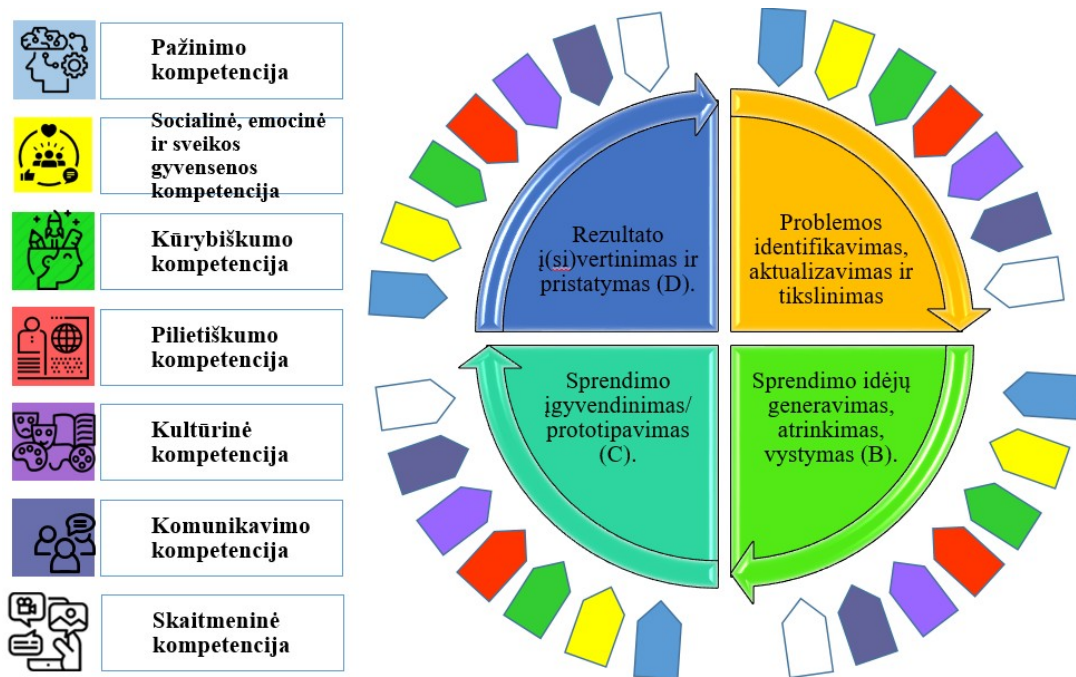 Pažinimo
kompetencija
Socialinė, emocinė
ir sveikos
gyvensenos
kompetencija
Kūrybiškumo
kompetencija
Pilietiškumo
kompetencija
Kultūrinė
kompetencija
Komunikavimo
kompetencija
Skaitmeninė
kompetencija
Rezultato
į(si)vertinimas ir
pristatymas (D).
Problemos
identifikavimas,
aktualizavimas ir
tikslinimas
Sprendimo
įgyvendinimas/
prototipavimas
(C).
Sprendimo idėjų
generavimas,
atrinkimas,
vystymas (B).